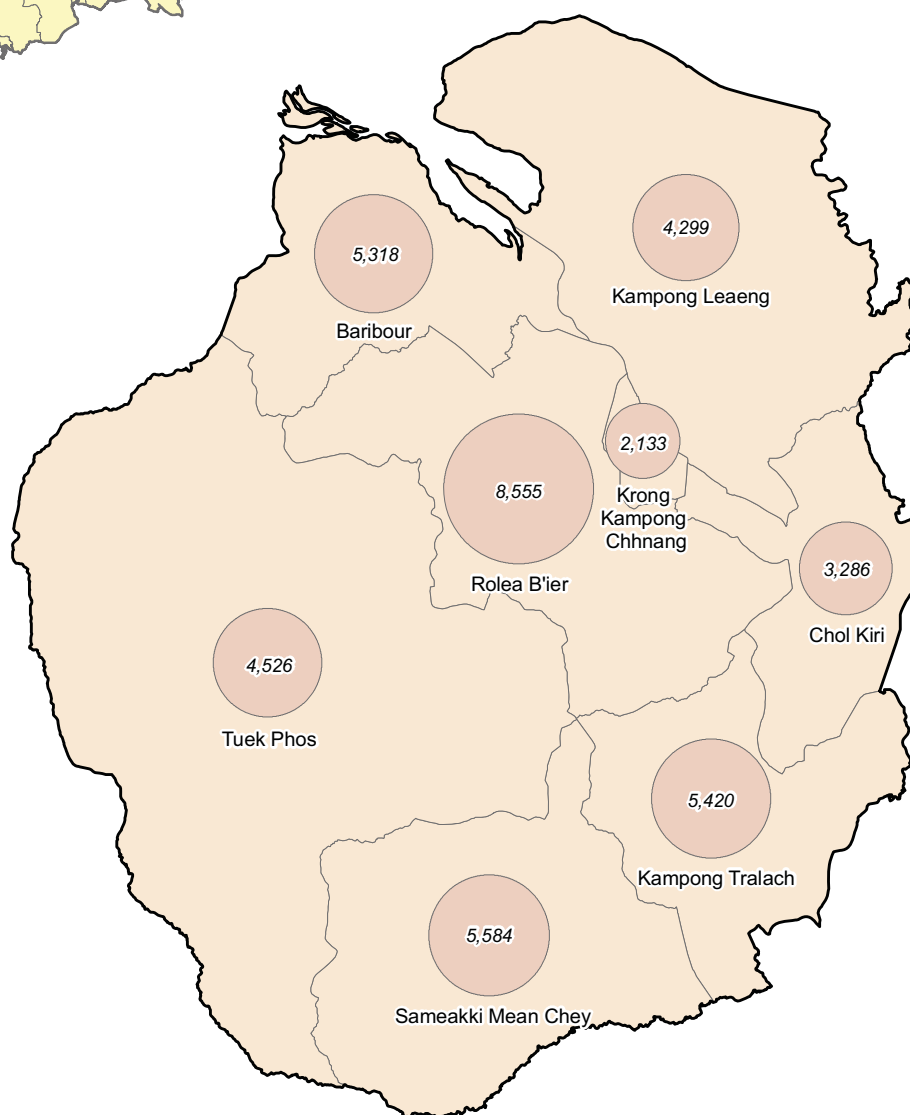 4,299
Kampong Leaeng
5,318
Baribour
2,133
Krong
Kampong
Chhnang
8,555
Rolea B'ier
3,286
Chol Kiri
4,526
Tuek Phos
5,420
Kampong Tralach
5,584
Sameakki Mean Chey